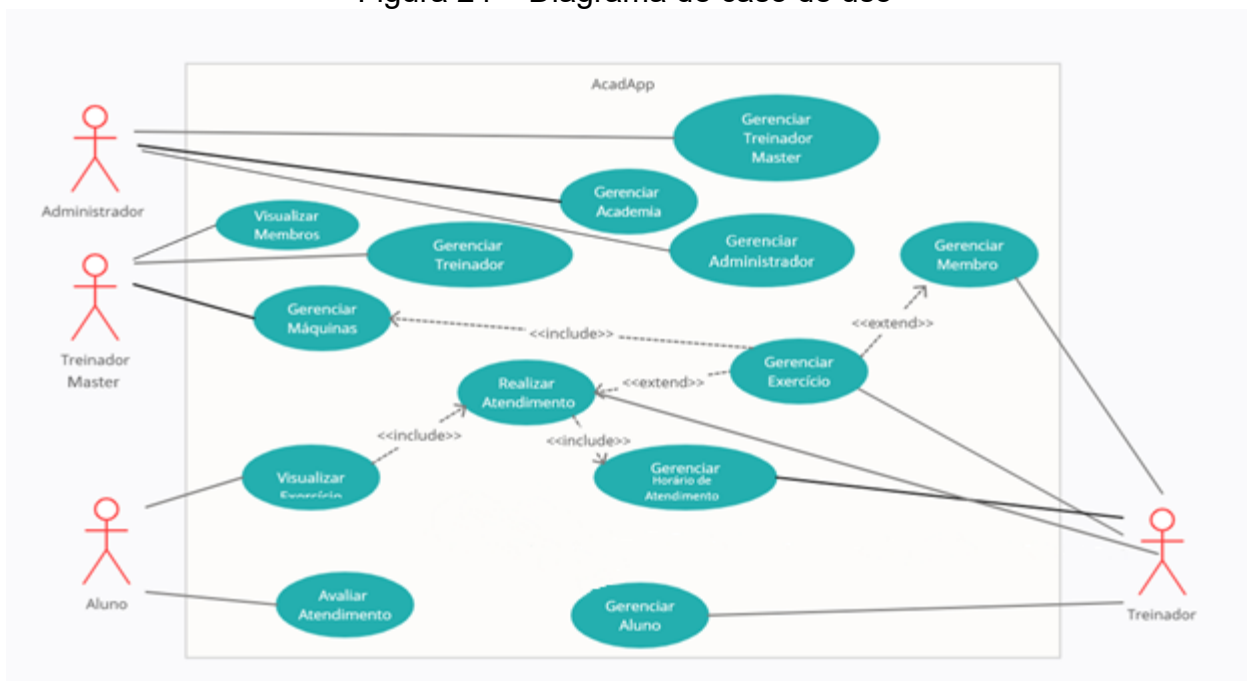 AcadApp
Gerenciar
Treinador
Master
Gerenciar
Academia
Administrador
Visualizar
Membros
Gerenciar
Treinador
Gerenciar
Administrador
Gerenciar
Membro
Gerenciar
Máquinas
<<include>>
<<extend>>
Treinador
Master
Realizar
Atendimento
<<extend>>
Gerenciar
Exercício
<<include>>
<<include>>
Visualizar
Gerenciar
Horário de
Atendimento
Aluno
Avaliar
Atendimento
Gerenciar
Aluno
Treinador